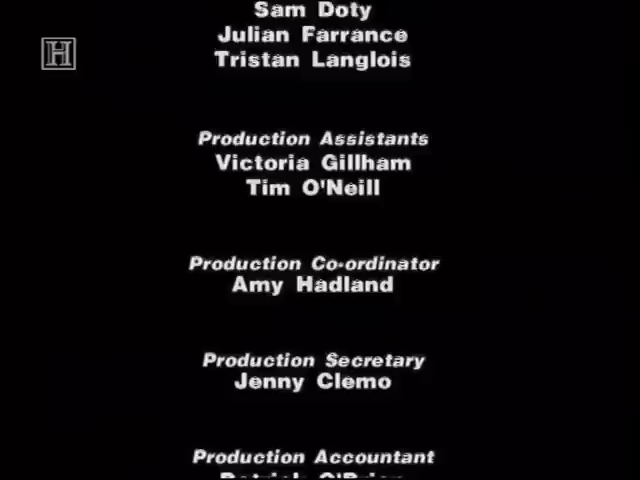 Sam Doty
Julian Farrance
Tristan Langlois
H
Production Assistants
Victoria Gillham
Tim O'Neill
Production Co-ordinator
Amy Hadland
Production Secretary
Jenny Clemo
Production Accountant